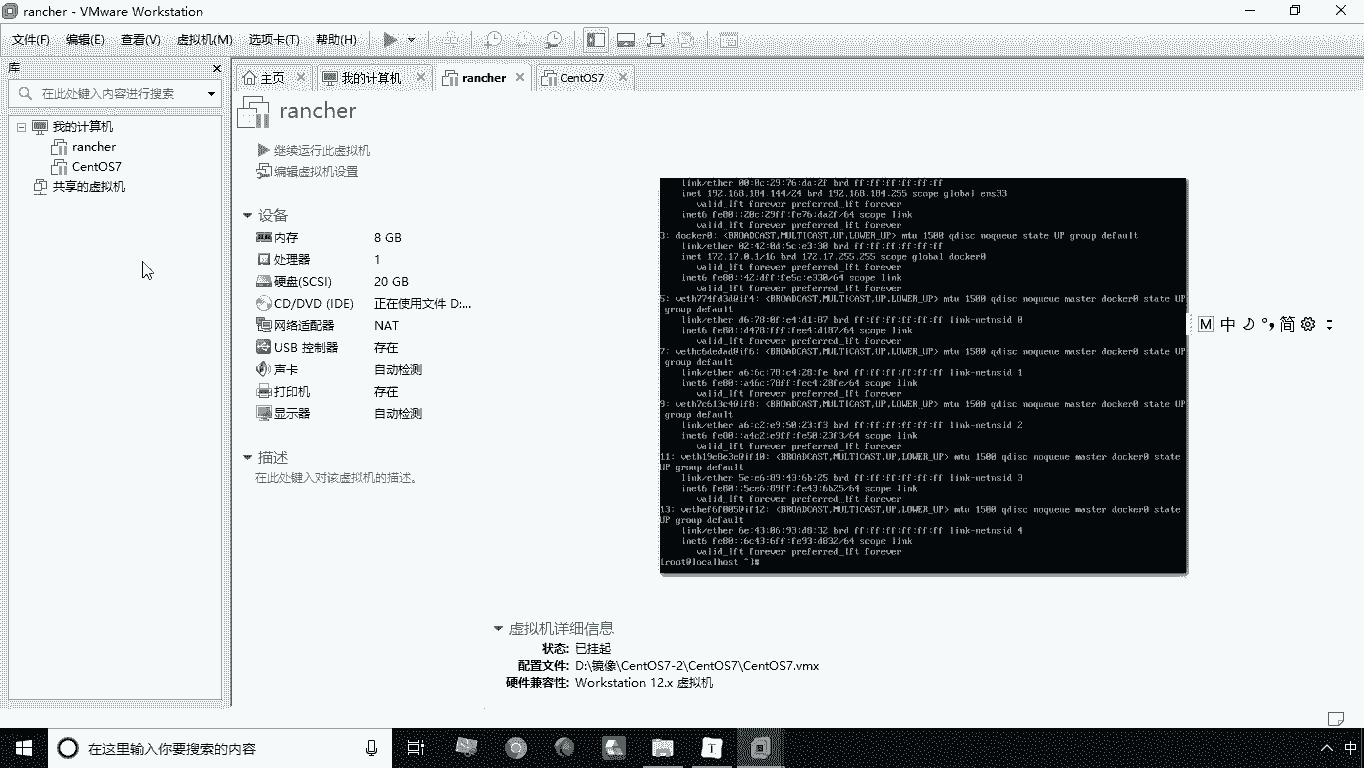 rancher - VMware Workstation
文件(F) 编辑(E) 查看(V) 虚拟机(M) 选项卡(T) 帮助(H)
库
在此处键入内容进行搜索
我的计算机
rancher
CentOS7
共享的虚拟机
主页 我的计算机 rancher CentOS7
rancher
继续运行此虚拟机
编辑虚拟机设置
设备
内存 8 GB
处理器 1
硬盘(SCSI) 20 GB
CD/DVD (IDE) 正在使用文件 D:...
网络适配器 NAT
USB 控制器 存在
声卡 自动检测
打印机 存在
显示器 自动检测
描述
在此处键入对该虚拟机的描述。
link/ether 00:0c:29:76:da:2f brd ff:ff:ff:ff:ff:ff
inet 192.168.184.144/24 brd 192.168.184.255 scope global ens33
valid_lft forever preferred_lft forever
inet6 fe80::20c:29ff:fe76:da2f/64 scope link
valid_lft forever preferred_lft forever
3: docker0: <BROADCAST,MULTICAST,UP,LOWER_UP> mtu 1500 qdisc noqueue state UP group default
link/ether 02:42:0d:5c:e3:30 brd ff:ff:ff:ff:ff:ff
inet 172.17.0.1/16 brd 172.17.255.255 scope global docker0
valid_lft forever preferred_lft forever
inet6 fe80::42:dff:fe5c:e330/64 scope link
valid_lft forever preferred_lft forever
5: veth774fd3d@if4: <BROADCAST,MULTICAST,UP,LOWER_UP> mtu 1500 qdisc noqueue master docker0 state UP
group default
link/ether d6:78:0f:e4:d1:87 brd ff:ff:ff:ff:ff:ff link-netnsid 0
inet6 fe80::d478:fff:fee4:d187/64 scope link
valid_lft forever preferred_lft forever
7: vethc6dedad@if6: <BROADCAST,MULTICAST,UP,LOWER_UP> mtu 1500 qdisc noqueue master docker0 state UP
group default
link/ether a6:6c:78:c4:28:fe brd ff:ff:ff:ff:ff:ff link-netnsid 1
inet6 fe80::a46c:78ff:fec4:28fe/64 scope link
valid_lft forever preferred_lft forever
9: veth7c613c4@if8: <BROADCAST,MULTICAST,UP,LOWER_UP> mtu 1500 qdisc noqueue master docker0 state UP
group default
link/ether a6:c2:e9:50:23:f3 brd ff:ff:ff:ff:ff:ff link-netnsid 2
inet6 fe80::a4c2:e9ff:fe50:23f3/64 scope link
valid_lft forever preferred_lft forever
11: veth19e8e3c@if10: <BROADCAST,MULTICAST,UP,LOWER_UP> mtu 1500 qdisc noqueue master docker0 state
UP group default
link/ether 5e:c6:89:43:6b:25 brd ff:ff:ff:ff:ff:ff link-netnsid 3
inet6 fe80::5cc6:89ff:fe43:6b25/64 scope link
valid_lft forever preferred_lft forever
13: vethef6f005@if12: <BROADCAST,MULTICAST,UP,LOWER_UP> mtu 1500 qdisc noqueue master docker0 state
UP group default
link/ether 6e:43:06:93:d8:32 brd ff:ff:ff:ff:ff:ff link-netnsid 4
inet6 fe80::6c43:6ff:fe93:d832/64 scope link
valid_lft forever preferred_lft forever
[root@localhost ~]#
M 中 简
虚拟机详细信息
状态: 已挂起
配置文件: D:\镜像\CentOS7-2\CentOS7\CentOS7.vmx
硬件兼容性: Workstation 12.x 虚拟机
在这里输入你要搜索的内容
T
中